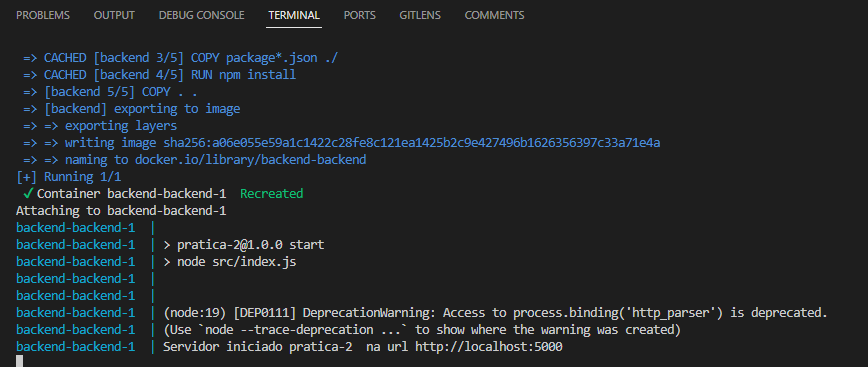 PROBLEMS OUTPUT DEBUG CONSOLE TERMINAL PORTS GITLENS COMMENTS
=> CACHED [backend 3/5] COPY package*.json ./
=> CACHED [backend 4/5] RUN npm install
=> [backend 5/5] COPY . .
=> [backend] exporting to image
=> => exporting layers
=> => writing image sha256:a06e055e59a1c1422c28fe8c121ea1425b2c9e427496b1626356397c33a71e4a
=> => naming to docker.io/library/backend-backend
[+] Running 1/1
✓Container backend-backend-1 Recreated
Attaching to backend-backend-1
backend-backend-1 |
backend-backend-1 | > pratica-2@1.0.0 start
backend-backend-1 | > node src/index.js
backend-backend-1 |
backend-backend-1 |
backend-backend-1 | (node:19) [DEP0111] DeprecationWarning: Access to process.binding('http_parser') is deprecated.
backend-backend-1 | (Use `node --trace-deprecation ...` to show where the warning was created)
backend-backend-1 | Servidor iniciado pratica-2  na url http://localhost:5000